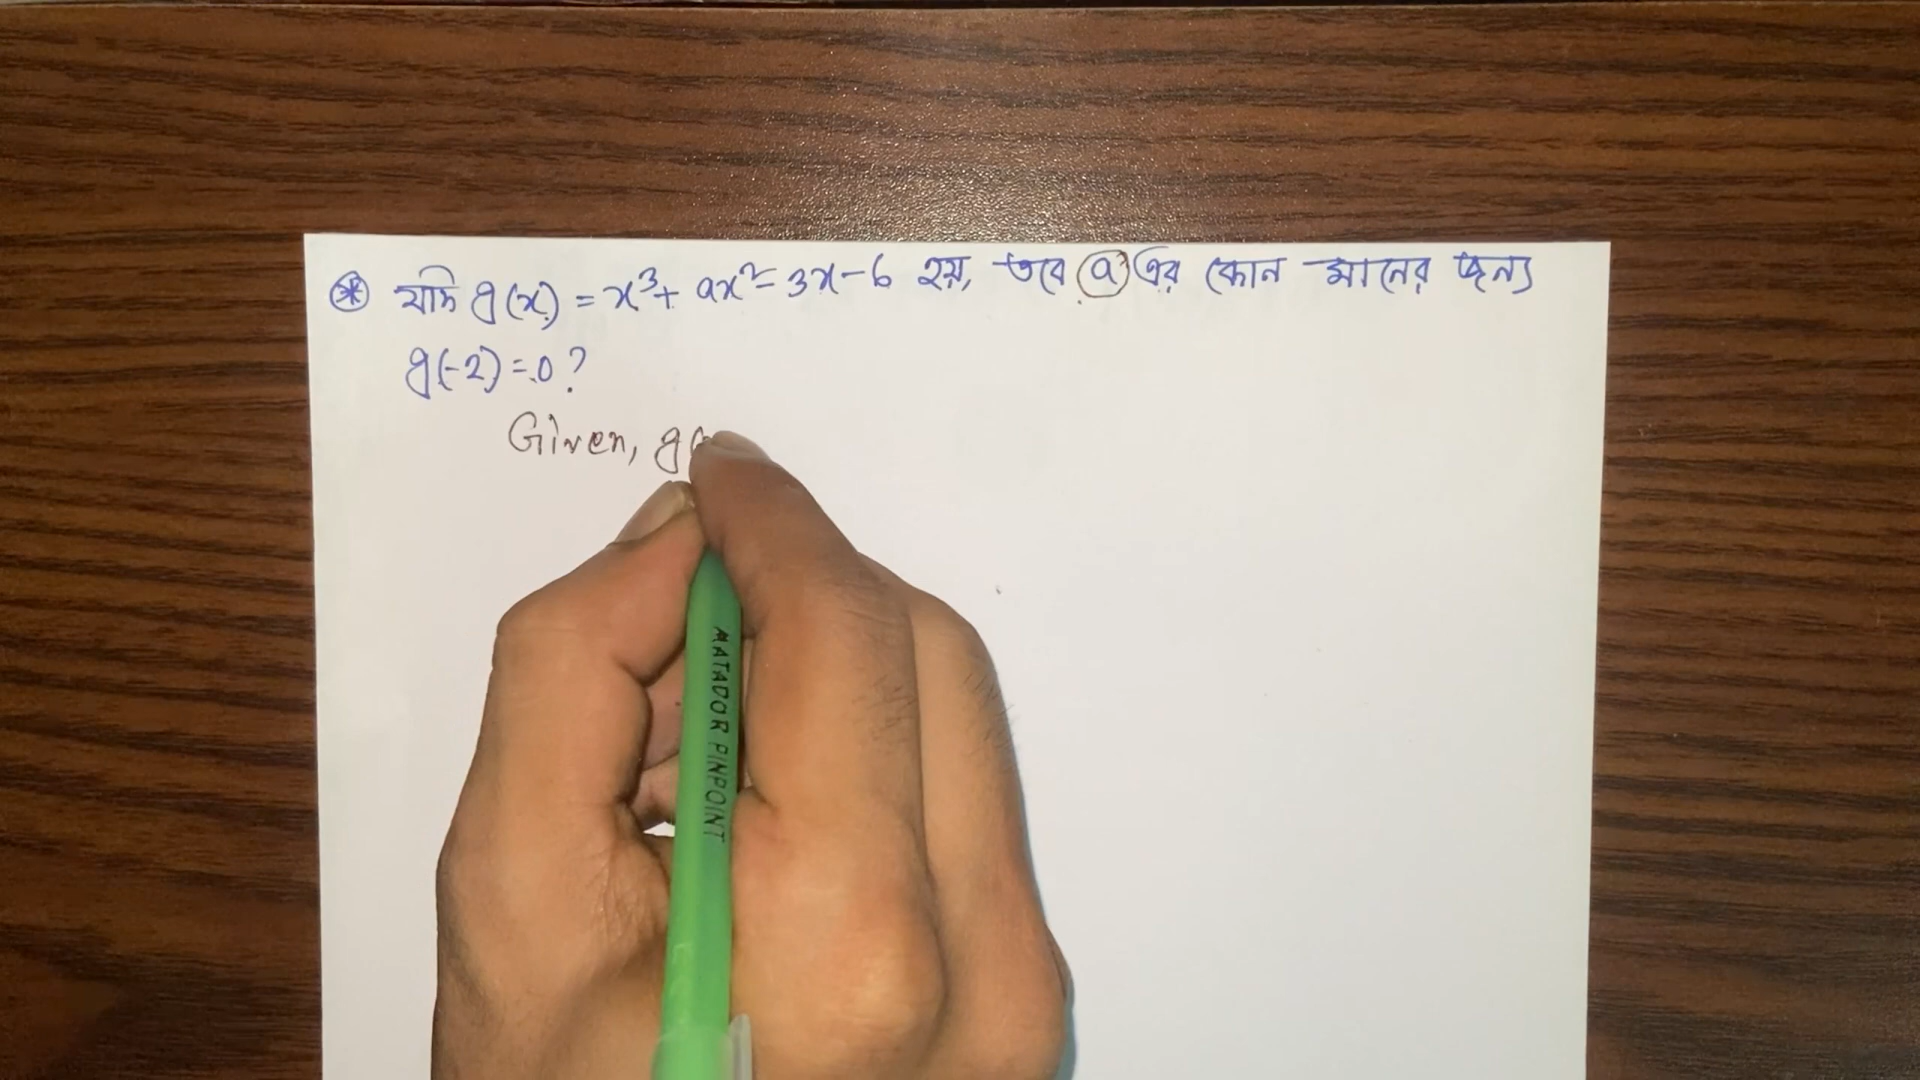 ⊛ যদি g(x) = x³+ ax²-3x-6 হয়, তবে a এর কোন মানের জন্য
g(-2)=0?
Given, g(
MATADOR PINPOINT